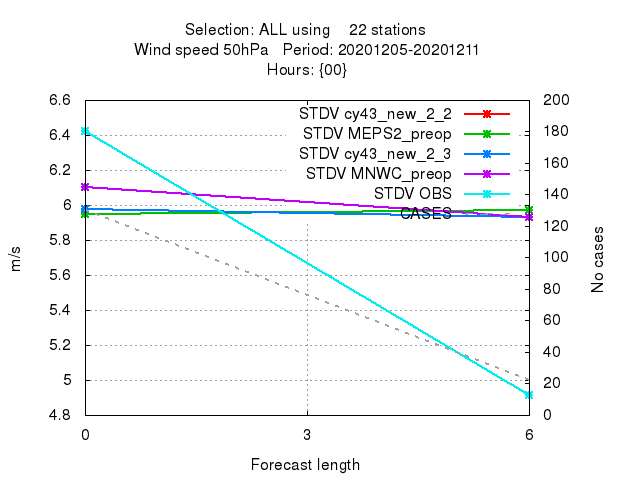 Selection: ALL using    22 stations
Wind speed 50hPa   Period: 20201205-20201211
Hours: {00}
6.6
6.4
6.2
6
5.8
5.6
5.4
5.2
5
4.8
200
180
160
140
120
100
80
60
40
20
0
STDV cy43_new_2_2
STDV MEPS2_preop
STDV cy43_new_2_3
STDV MNWC_preop
STDV OBS
CASES
m/s
No cases
0
3
6
Forecast length